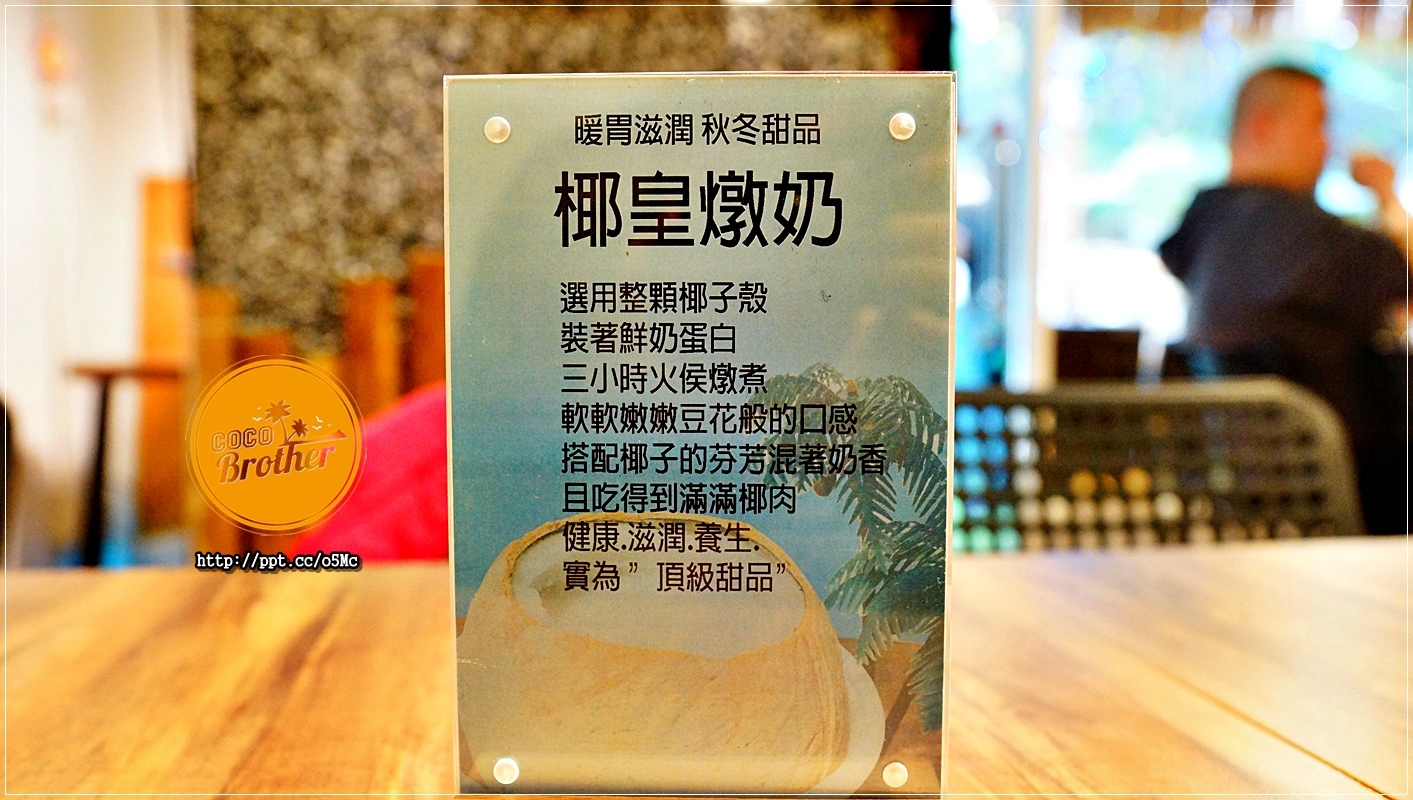 暖胃滋潤 秋冬甜品
椰皇燉奶
選用整顆椰子殼
裝著鮮奶蛋白
三小時火侯燉煮
軟軟嫩嫩豆花般的口感
搭配椰子的芬芳混著奶香
且吃得到滿滿椰肉
健康.滋潤.養生.
實為”頂級甜品”
COCO
Brother
http://ppt.cc/o5Mc